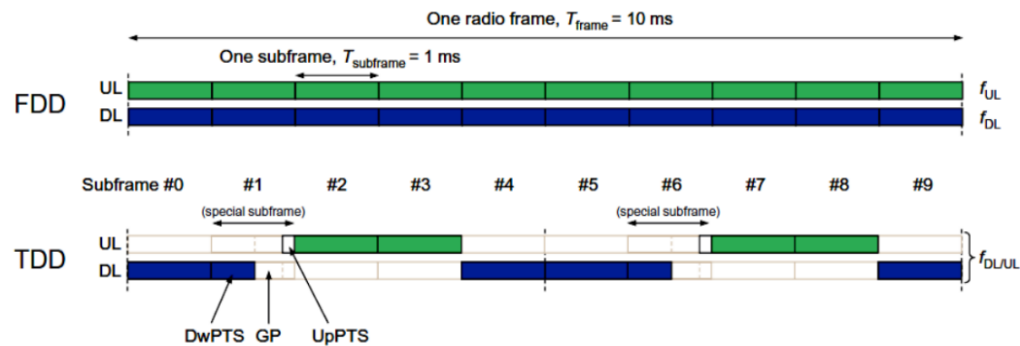 One radio frame, Tframe = 10 ms
One subframe, Tsubframe = 1 ms
FDD
UL
fUL
DL
fDL
Subframe #0 #1 #2 #3 #4 #5 #6 #7 #8 #9
(special subframe) (special subframe)
TDD
UL
DL
fDL/UL
DwPTS GP UpPTS